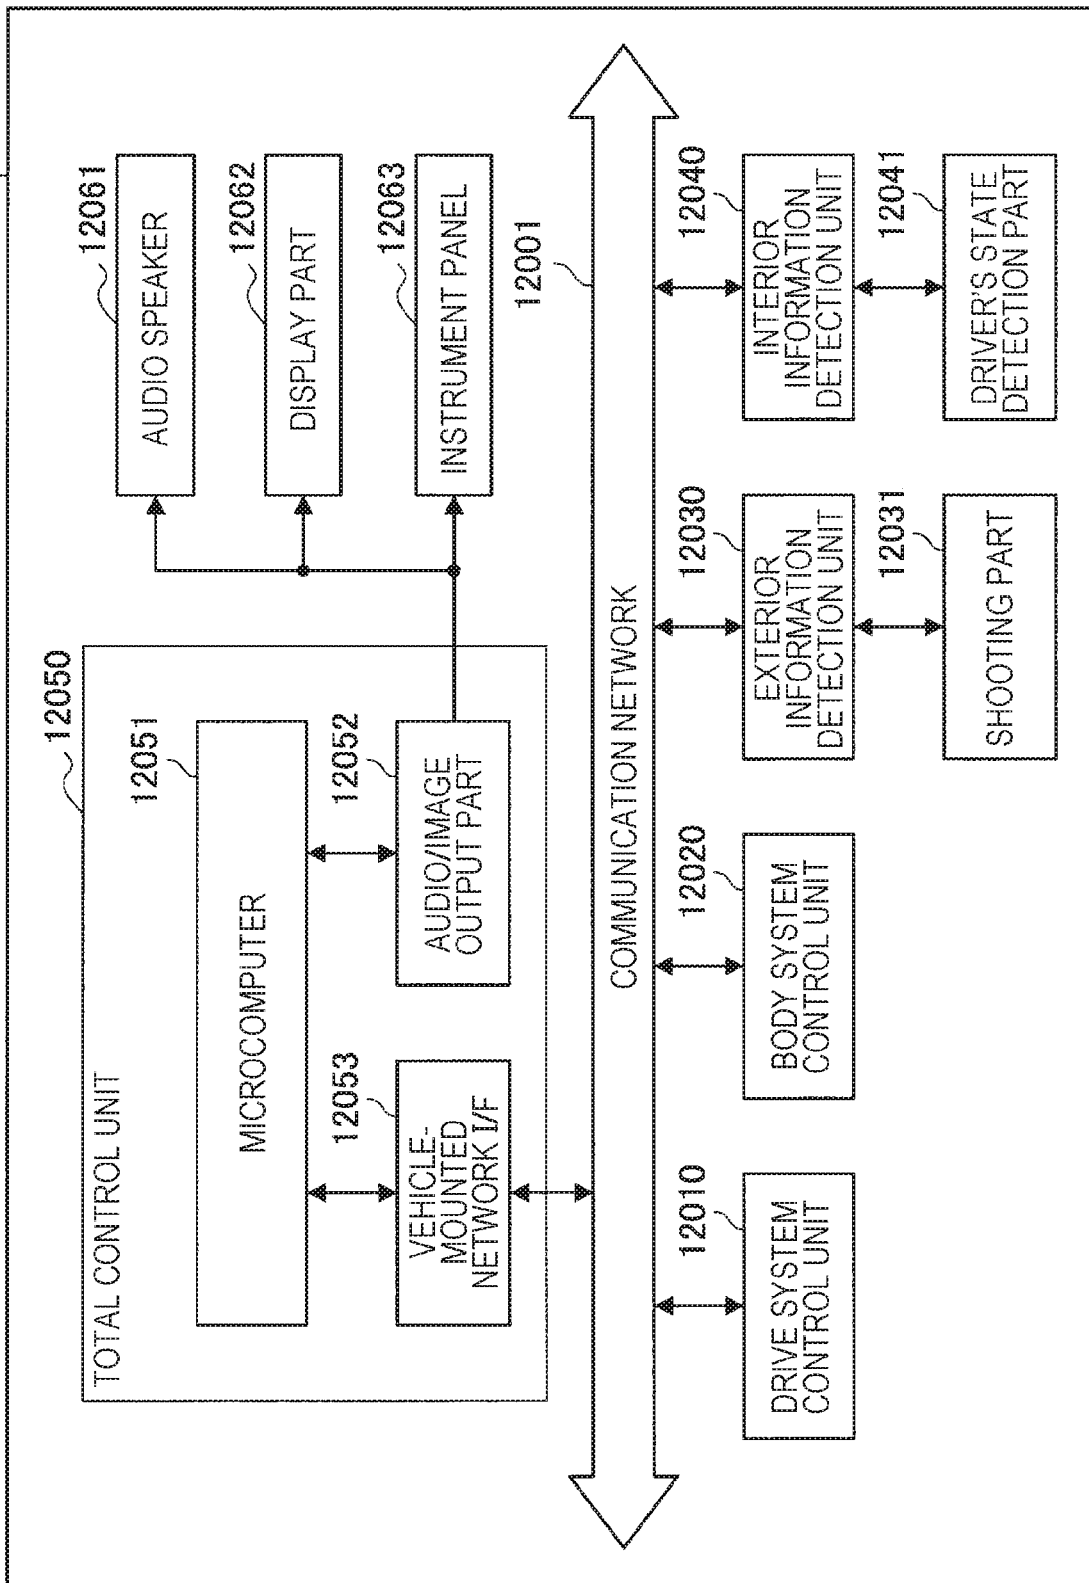 12050
TOTAL CONTROL UNIT
12051
MICROCOMPUTER
12053
VEHICLE-
MOUNTED
NETWORK I/F
12052
AUDIO/IMAGE
OUTPUT PART
12061
AUDIO SPEAKER
12062
DISPLAY PART
12063
INSTRUMENT PANEL
12001
COMMUNICATION NETWORK
12010
DRIVE SYSTEM
CONTROL UNIT
12020
BODY SYSTEM
CONTROL UNIT
12030
EXTERIOR
INFORMATION
DETECTION UNIT
12031
SHOOTING PART
12040
INTERIOR
INFORMATION
DETECTION UNIT
12041
DRIVER'S STATE
DETECTION PART